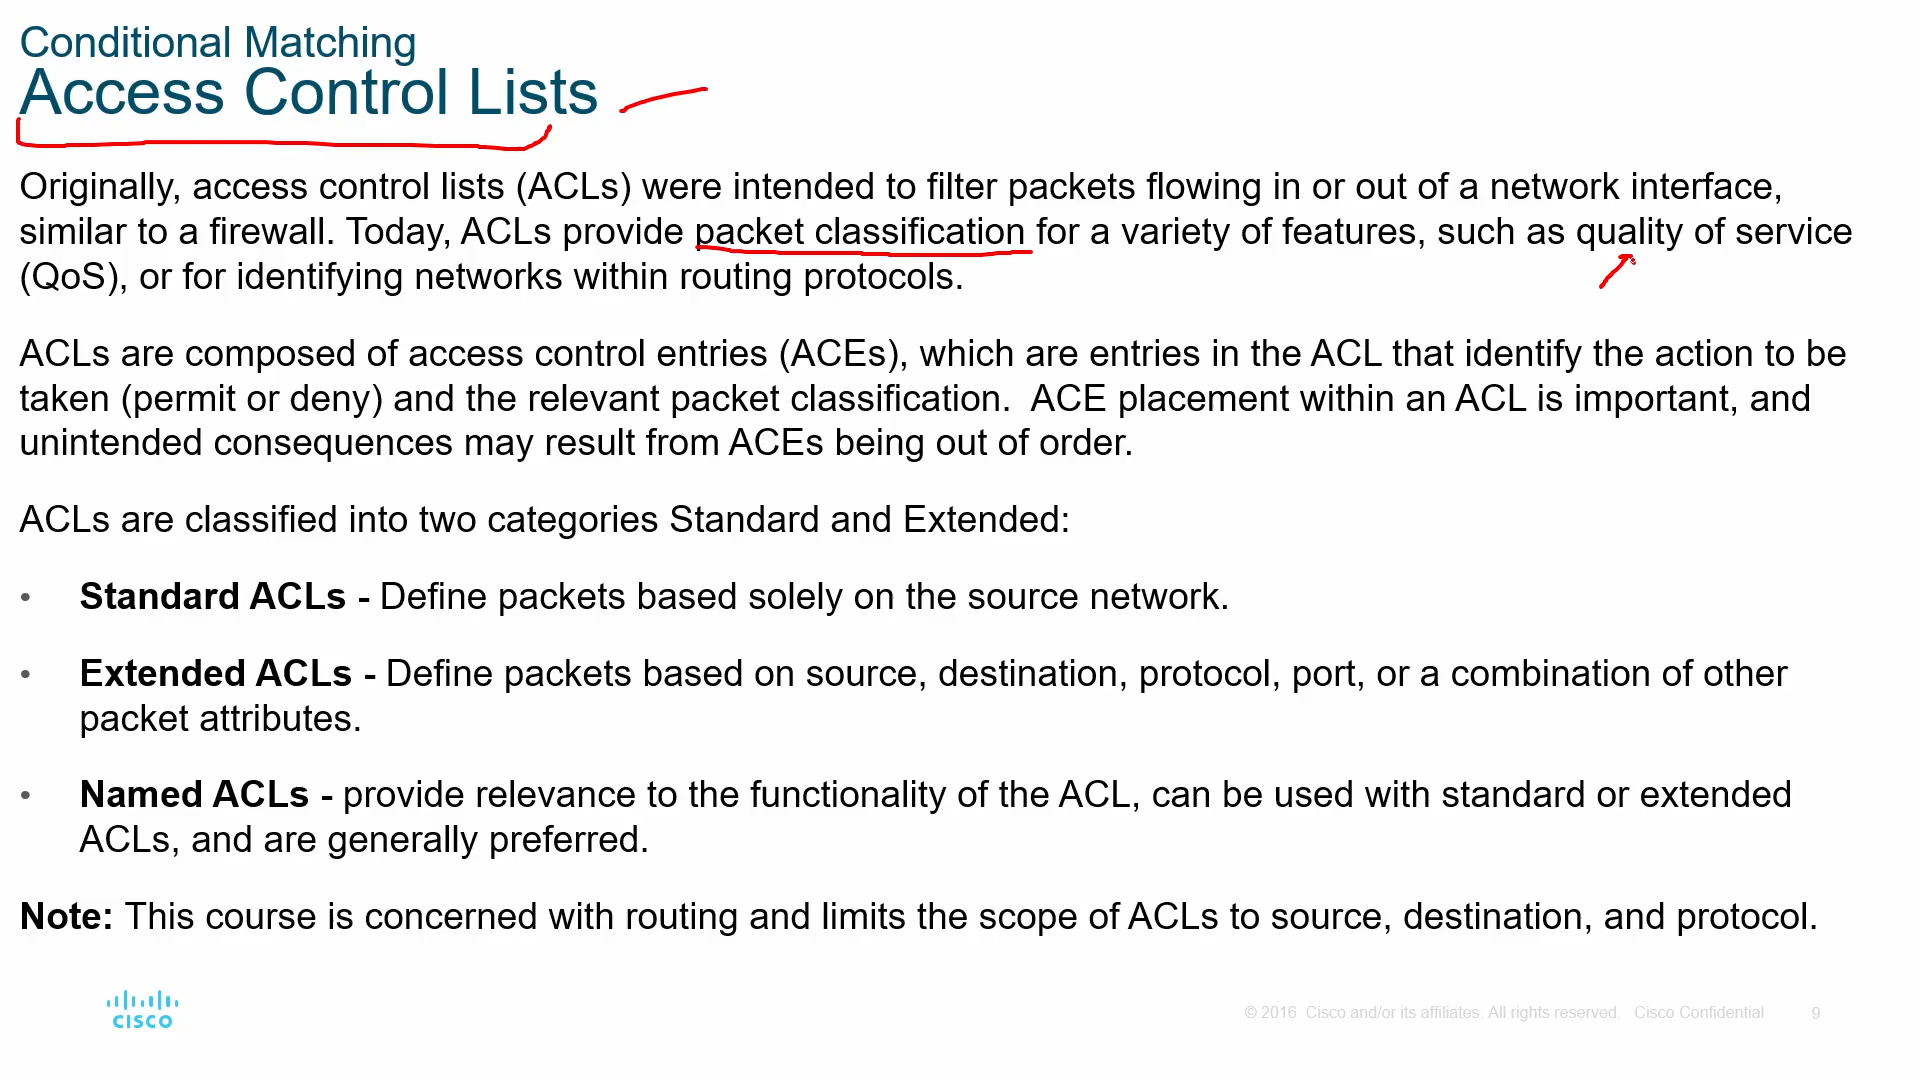 Conditional Matching
Access Control Lists
Originally, access control lists (ACLs) were intended to filter packets flowing in or out of a network interface,
similar to a firewall. Today, ACLs provide packet classification for a variety of features, such as quality of service
(QoS), or for identifying networks within routing protocols.
ACLs are composed of access control entries (ACEs), which are entries in the ACL that identify the action to be
taken (permit or deny) and the relevant packet classification.  ACE placement within an ACL is important, and
unintended consequences may result from ACEs being out of order.
ACLs are classified into two categories Standard and Extended:
• Standard ACLs - Define packets based solely on the source network.
• Extended ACLs - Define packets based on source, destination, protocol, port, or a combination of other
packet attributes.
• Named ACLs - provide relevance to the functionality of the ACL, can be used with standard or extended
ACLs, and are generally preferred.
Note: This course is concerned with routing and limits the scope of ACLs to source, destination, and protocol.
CISCO
© 2016 Cisco and/or its affiliates. All rights reserved. Cisco Confidential 9